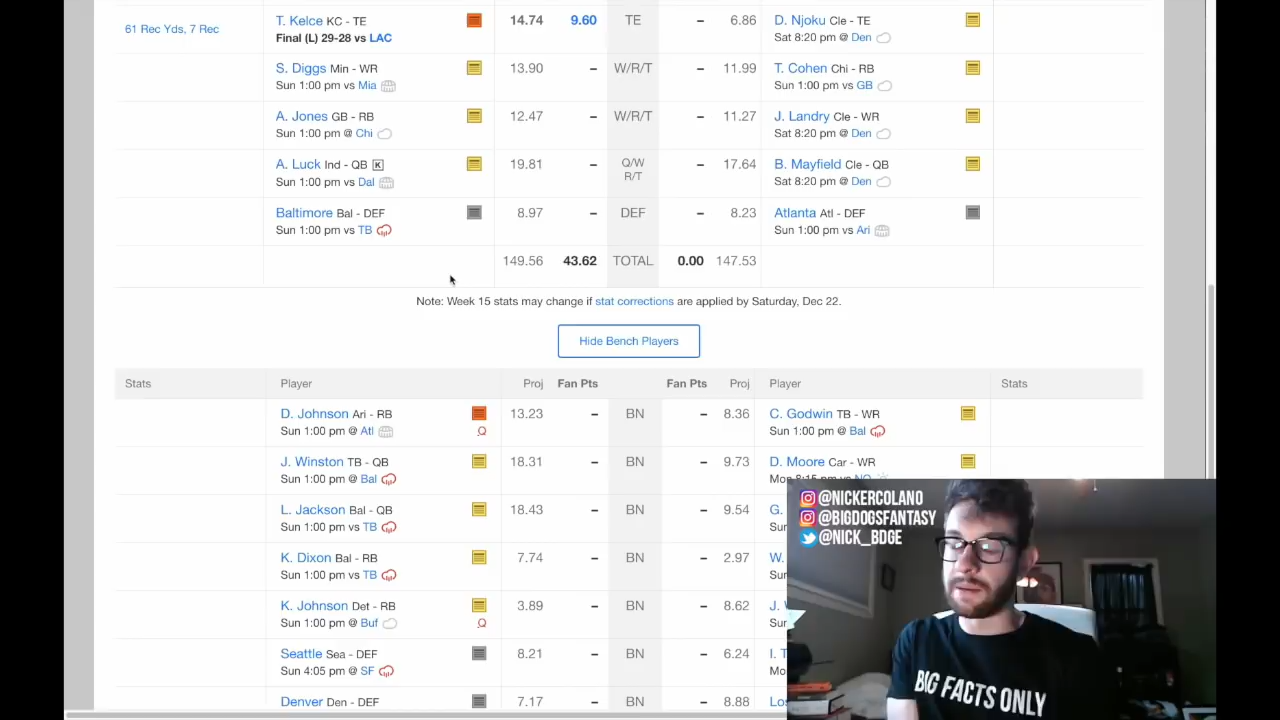 T. Kelce KC - TE 14.74 9.60 TE – 6.86 D. Njoku Cle - TE
61 Rec Yds, 7 Rec
Final (L) 29-28 vs LAC Sat 8:20 pm @ Den
S. Diggs Min - WR 13.90 – W/R/T – 11.99 T. Cohen Chi - RB
Sun 1:00 pm vs Mia Sun 1:00 pm vs GB
A. Jones GB - RB 12.47 – W/R/T – 11.27 J. Landry Cle - WR
Sun 1:00 pm @ Chi Sat 8:20 pm @ Den
A. Luck Ind - QB K 19.81 – Q/W – 17.64 B. Mayfield Cle - QB
R/T
Sun 1:00 pm vs Dal Sat 8:20 pm @ Den
Baltimore Bal - DEF 8.97 – DEF – 8.23 Atlanta Atl - DEF
Sun 1:00 pm vs TB Sun 1:00 pm vs Ari
149.56 43.62 TOTAL 0.00 147.53
Note: Week 15 stats may change if stat corrections are applied by Saturday, Dec 22.
Hide Bench Players
Stats Player Proj Fan Pts Fan Pts Proj Player Stats
D. Johnson Ari - RB 13.23 – BN – 8.36 C. Godwin TB - WR
Sun 1:00 pm @ Atl Q Sun 1:00 pm @ Bal
J. Winston TB - QB 18.31 – BN – 9.73 D. Moore Car - WR
Sun 1:00 pm @ Bal Mon 8:15 pm
L. Jackson Bal - QB 18.43 – BN – 9.54 G.
Sun 1:00 pm vs TB Sun
K. Dixon Bal - RB 7.74 – BN – 2.97 W.
Sun 1:00 pm vs TB Sun
K. Johnson Det - RB 3.89 – BN – 8.62 J.
Sun 1:00 pm @ Buf Q Sun
Seattle Sea - DEF 8.21 – BN – 6.24 I.
Sun 4:05 pm @ SF
Denver Den - DEF 7.17 – BN – 8.88
@NICKERCOLANO
@BIGDOGSFANTASY
@NICK_BDGE
BIG FACTS ONLY